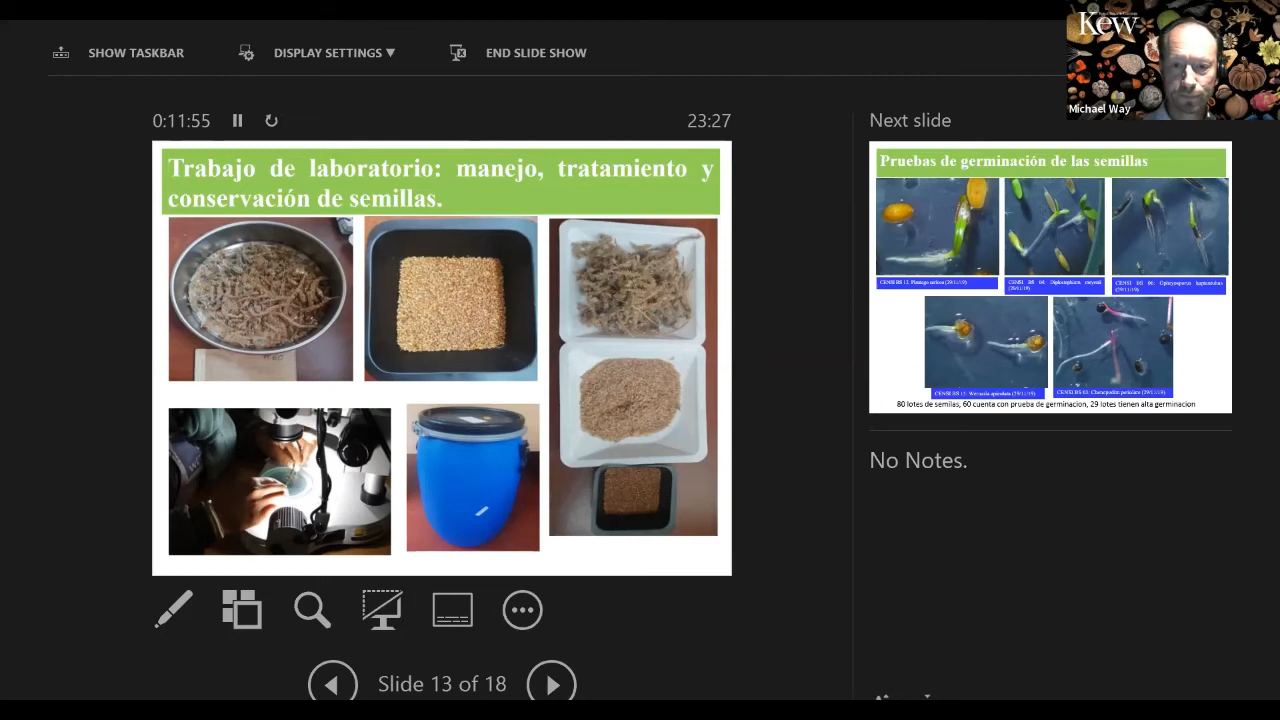 SHOW TASKBAR
DISPLAY SETTINGS ▼
END SLIDE SHOW
Kew
Michael Way
0:11:55
23:27
Next slide
Trabajo de laboratorio: manejo, tratamiento y
conservación de semillas.
Pruebas de germinación de las semillas
80 lotes de semilas, 60 cuenta con prueba de germinacion, 29 lotes tienen alta germinacion
No Notes.
Slide 13 of 18